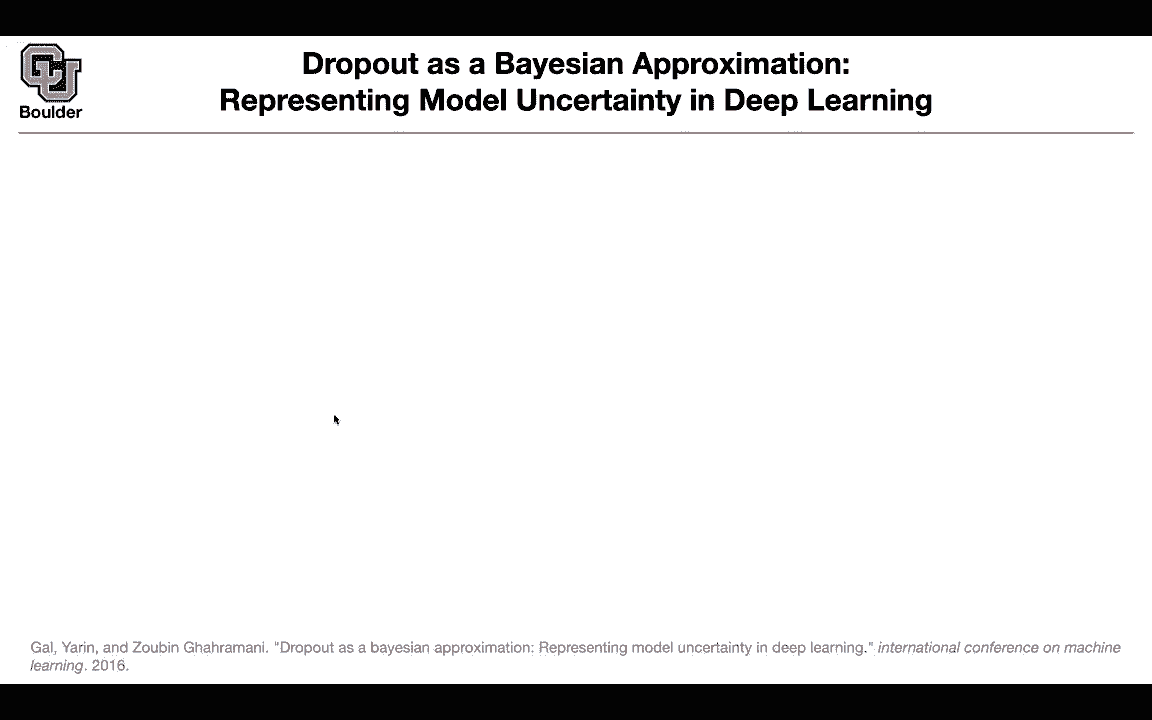 CU
Boulder
Dropout as a Bayesian Approximation:
Representing Model Uncertainty in Deep Learning
Gal, Yarin, and Zoubin Ghahramani. "Dropout as a bayesian approximation: Representing model uncertainty in deep learning." international conference on machine
learning. 2016.